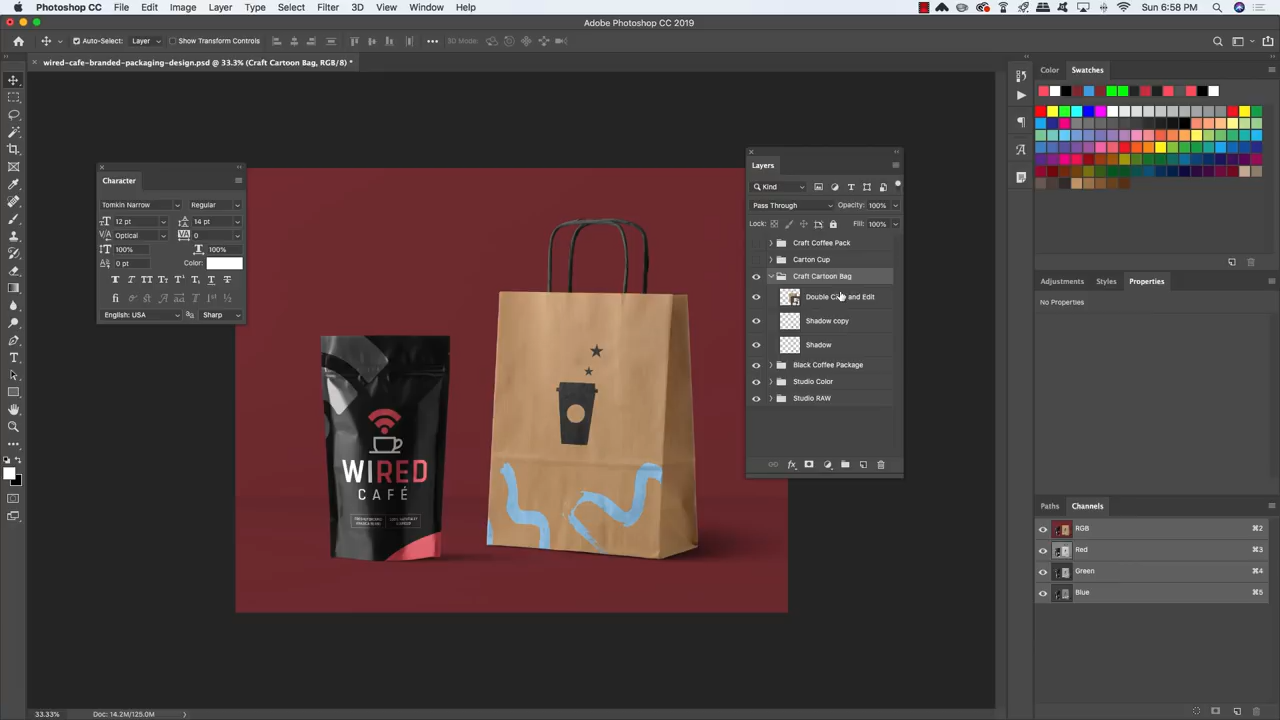 Photoshop CC File Edit Image Layer Type Select Filter 3D View Window Help Sun 6:58 PM
Adobe Photoshop CC 2019
Auto-Select: Layer Show Transform Controls 3D Mode:
wired-cafe-branded-packaging-design.psd @ 33.3% (Craft Cartoon Bag, RGB/8) *
Character
Tomkin Narrow Regular
12 pt 14 pt
Optical 0
100% 100%
0 pt Color:
English: USA Sharp
WIRED
CAFÉ
Layers
Kind
Pass Through Opacity: 100%
Lock: Fill: 100%
Craft Coffee Pack
Carton Cup
Craft Cartoon Bag
Double C and Edit
Shadow copy
Shadow
Black Coffee Package
Studio Color
Studio RAW
Color Swatches
Adjustments Styles Properties
No Properties
Paths Channels
RGB ⌘2
Red ⌘3
Green ⌘4
Blue ⌘5
33.33% Doc: 14.2M/125.0M